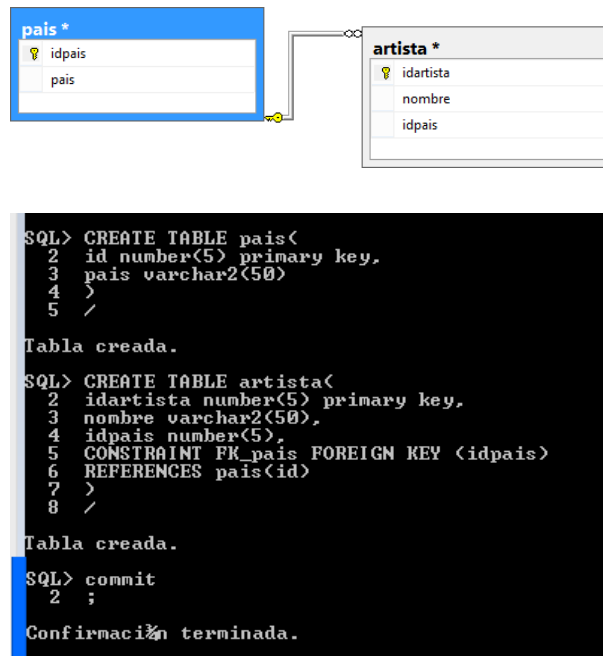 pais *
idpais
pais
artista *
idartista
nombre
idpais
SQL> CREATE TABLE pais(
2 id number(5) primary key,
3 pais varchar2(50)
4 )
5 /
Tabla creada.
SQL> CREATE TABLE artista(
2 idartista number(5) primary key,
3 nombre varchar2(50),
4 idpais number(5),
5 CONSTRAINT FK_pais FOREIGN KEY (idpais)
6 REFERENCES pais(id)
7 )
8 /
Tabla creada.
SQL> commit
2 ;
Confirmaci¾n terminada.